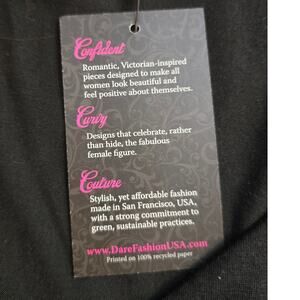 Confident
Romantic, Victorian-inspired
pieces designed to make all
women look beautiful and
feel positive about themselves.
Curvy
Designs that celebrate, rather
than hide, the fabulous
female figure.
Couture
Stylish, yet affordable fashion
made in San Francisco, USA,
with a strong commitment to
green, sustainable practices.
www.DareFashionUSA.com
Printed on 100% recycled paper